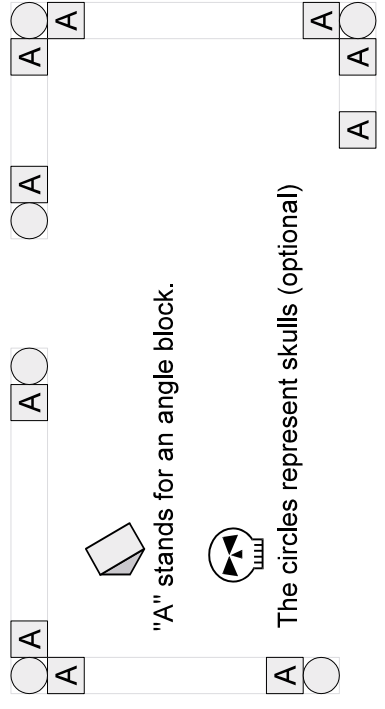 A A A A
A A
"A" stands for an angle block.
A
The circles represent skulls (optional)
A
A A